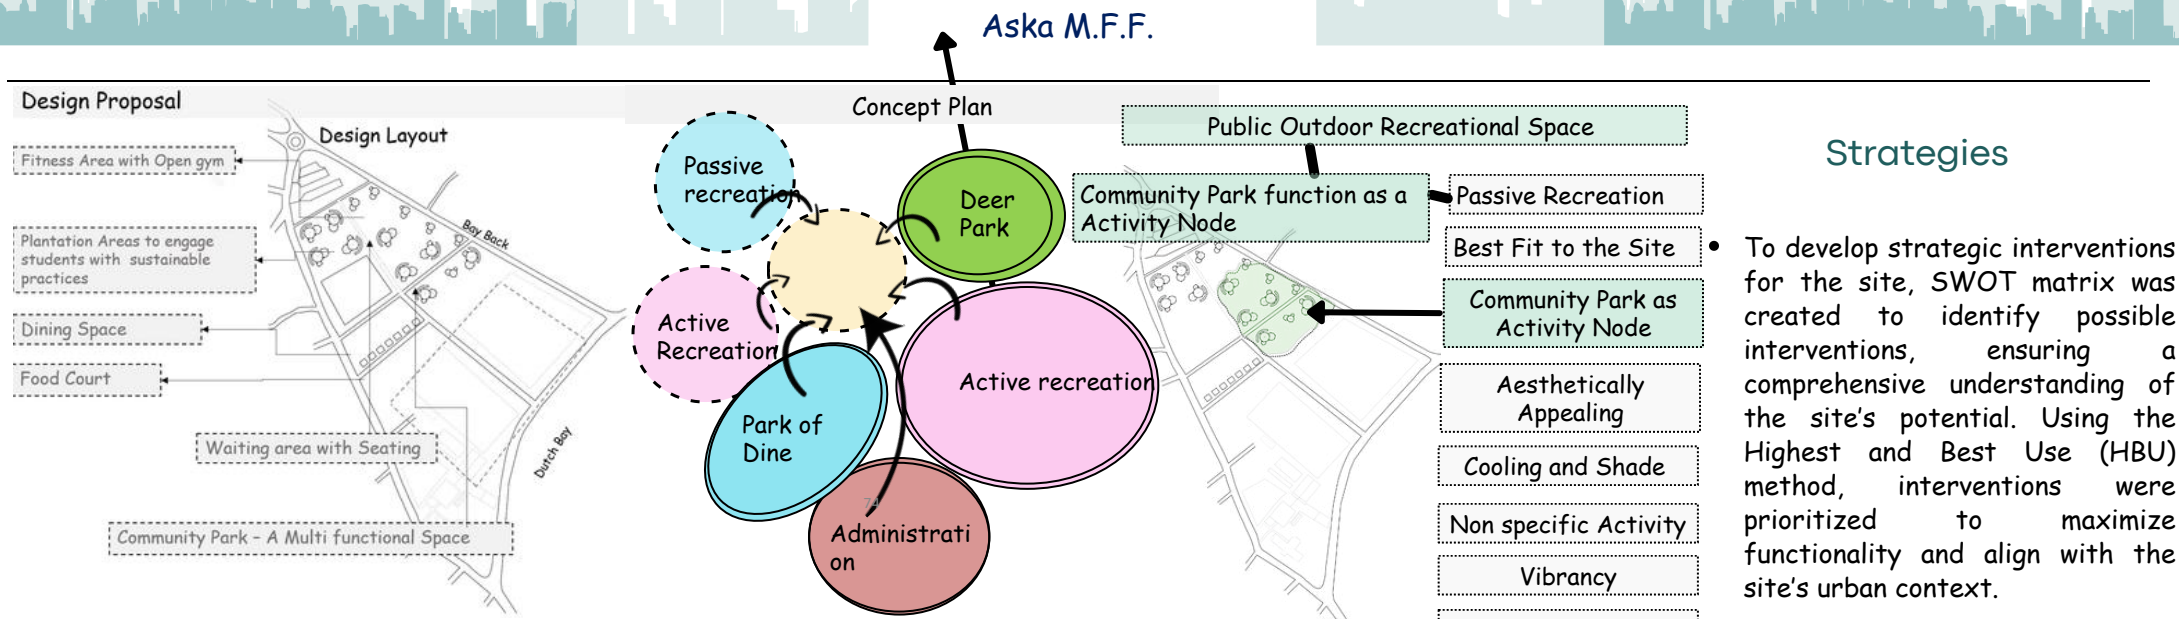 Aska M.F.F.
Design Proposal
Design Layout
Fitness Area with Open gym
Plantation Areas to engage
students with sustainable
practices
Dining Space
Food Court
Waiting area with Seating
Community Park – A Multi functional Space
Bay Back
Dutch Bay
Concept Plan
Passive
recreation
Deer
Park
Active
Recreation
Active recreation
Park of
Dine
74
Administrati
on
Public Outdoor Recreational Space
Community Park function as a
Activity Node
Passive Recreation
Best Fit to the Site
Community Park as
Activity Node
Aesthetically
Appealing
Cooling and Shade
Non specific Activity
Vibrancy
Strategies
• To develop strategic interventions
for the site, SWOT matrix was
created to identify possible
interventions, ensuring a
comprehensive understanding of
the site's potential. Using the
Highest and Best Use (HBU)
method, interventions were
prioritized to maximize
functionality and align with the
site's urban context.